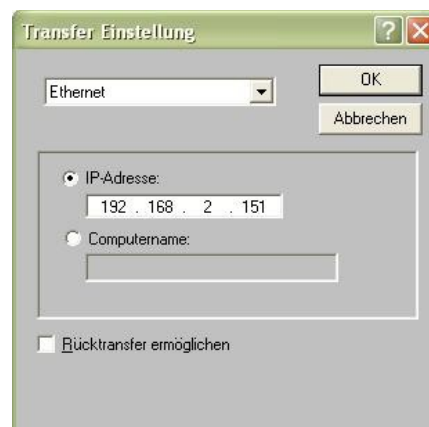 Transfer Einstellung
Ethernet
OK
Abbrechen
IP-Adresse:
192 . 168 . 2 . 151
Computername:
Rücktransfer ermöglichen